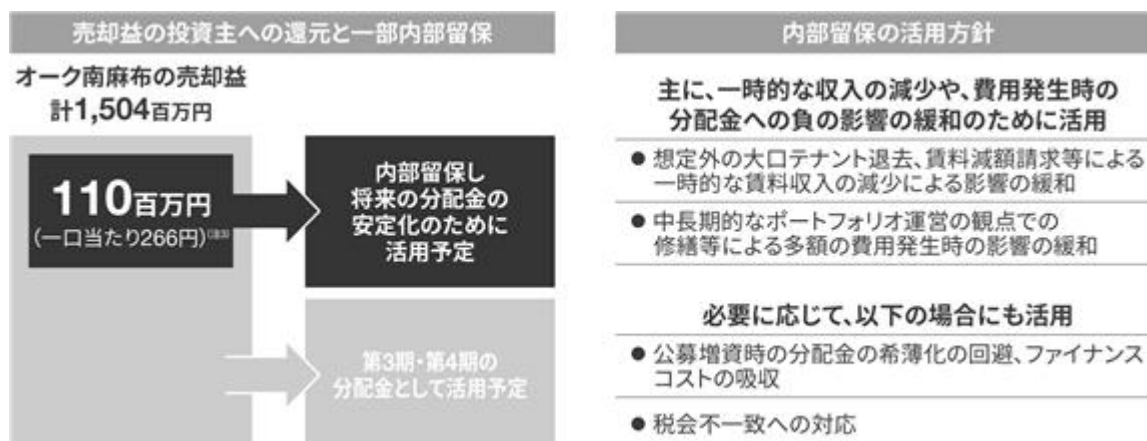 売却益の投資主への還元と一部内部留保
オーク南麻布の売却益
計1,504百万円
110百万円
(一口当たり266円)
内部留保し
将来の分配金の
安定化のために
活用予定
第3期・第4期の
分配金として活用予定
内部留保の活用方針
主に、一時的な収入の減少や、費用発生時の
分配金への負の影響の緩和のために活用
● 想定外の大口テナント退去、賃料減額請求等による
一時的な賃料収入の減少による影響の緩和
● 中長期的なポートフォリオ運営の観点での
修繕等による多額の費用発生時の影響の緩和
必要に応じて、以下の場合にも活用
● 公募増資時の分配金の希薄化の回避、ファイナンス
コストの吸収
● 税会不一致への対応